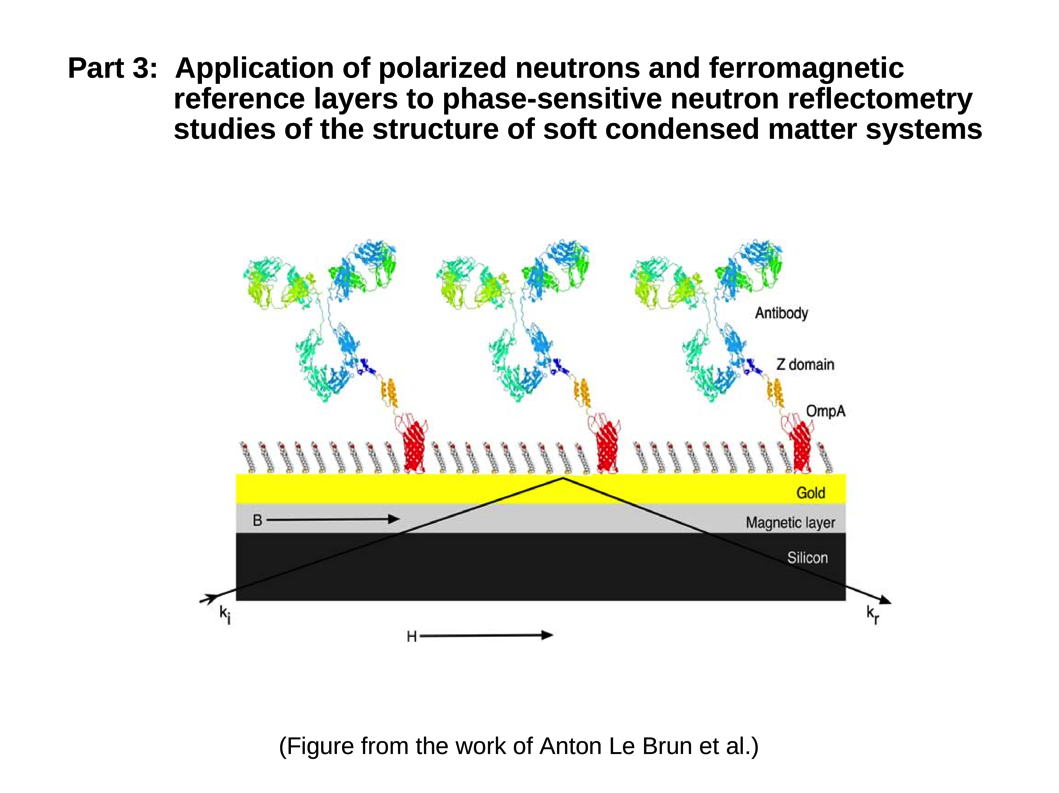 Part 3: Application of polarized neutrons and ferromagnetic
reference layers to phase-sensitive neutron reflectometry
studies of the structure of soft condensed matter systems
Antibody
Z domain
OmpA
Gold
B
Magnetic layer
Silicon
ki
kr
H
(Figure from the work of Anton Le Brun et al.)